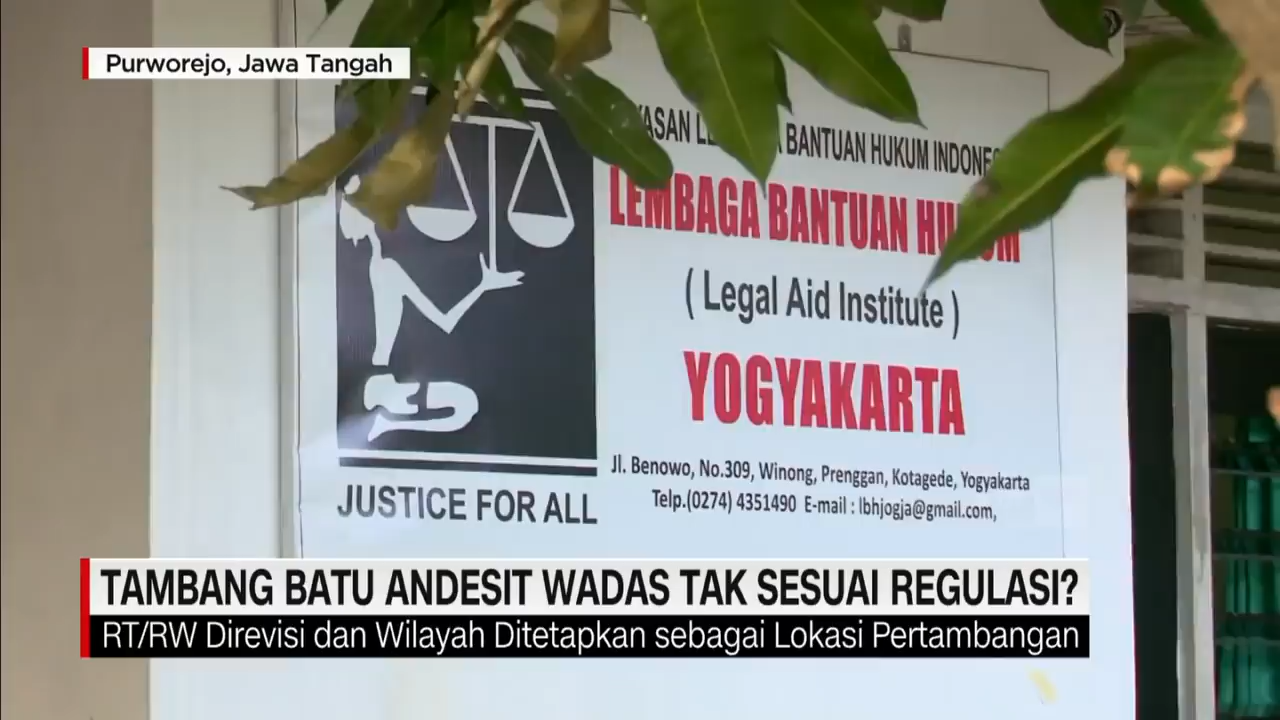 Purworejo, Jawa Tangah
BANTUAN HUKUM
LEMBAGA BANTUAN
( Legal Aid Institute )
YOGYAKARTA
Jl. Benowo, No.309, Winong, Prenggan, Kotagede, Yogyakarta
Telp.(0274) 4351490 E-mail : lbhjogja@gmail.com,
JUSTICE FOR ALL
TAMBANG BATU ANDESIT WADAS TAK SESUAI REGULASI?
RT/RW Direvisi dan Wilayah Ditetapkan sebagai Lokasi Pertambangan